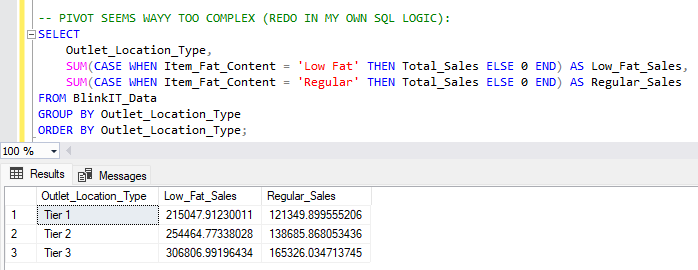 -- PIVOT SEEMS WAYY TOO COMPLEX (REDO IN MY OWN SQL LOGIC):
SELECT
Outlet_Location_Type,
SUM(CASE WHEN Item_Fat_Content = 'Low Fat' THEN Total_Sales ELSE 0 END) AS Low_Fat_Sales,
SUM(CASE WHEN Item_Fat_Content = 'Regular' THEN Total_Sales ELSE 0 END) AS Regular_Sales
FROM BlinkIT_Data
GROUP BY Outlet_Location_Type
ORDER BY Outlet_Location_Type;
100 %
Results Messages
Outlet_Location_Type Low_Fat_Sales Regular_Sales
1 Tier 1 215047.91230011 121349.899555206
2 Tier 2 254464.77338028 138685.868053436
3 Tier 3 306806.99196434 165326.034713745